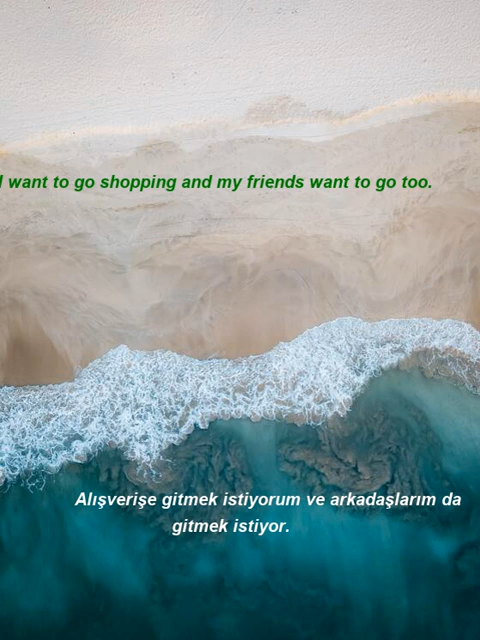 I want to go shopping and my friends want to go too.
Alışverişe gitmek istiyorum ve arkadaşlarım da
gitmek istiyor.